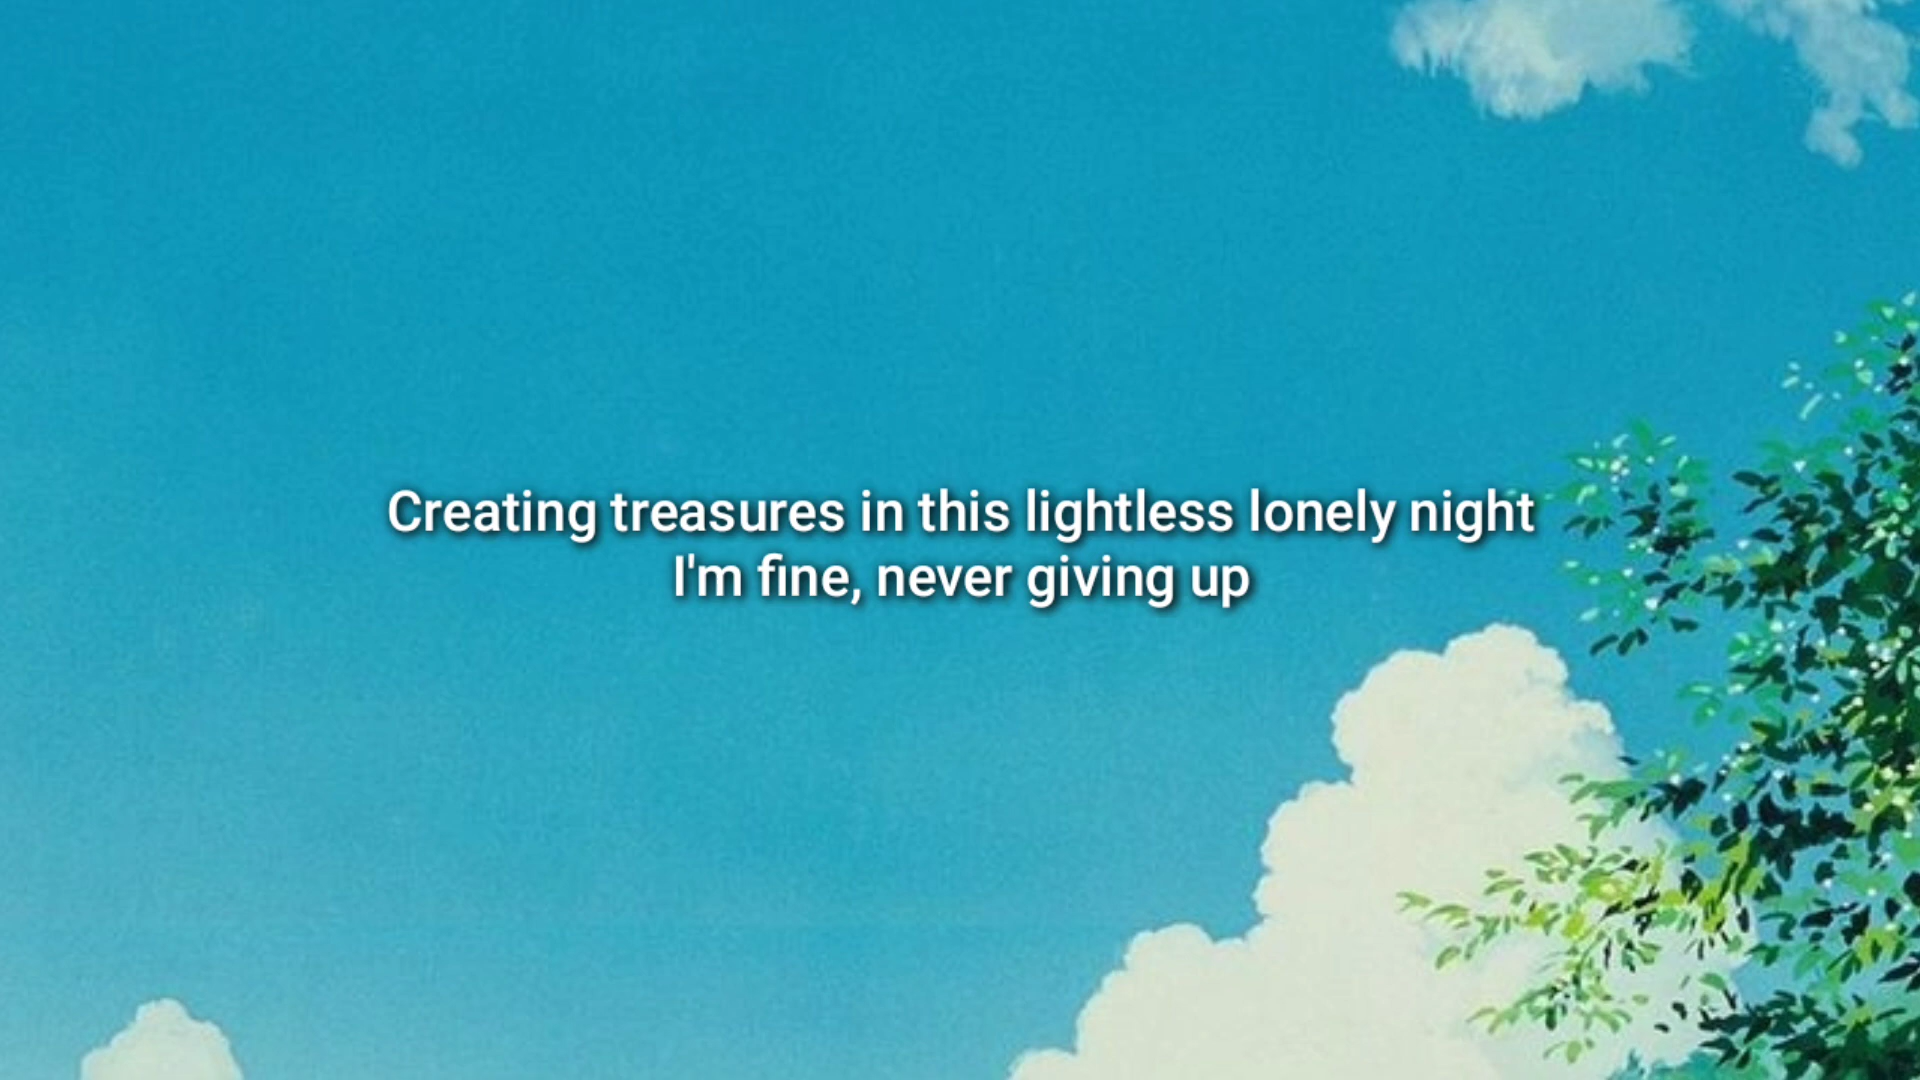 Creating treasures in this lightless lonely night
I'm fine, never giving up